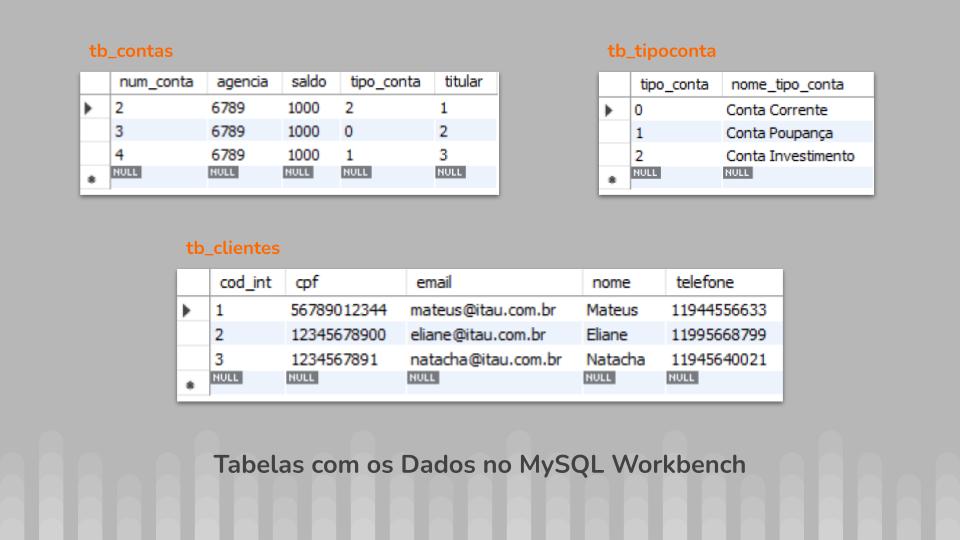 tb_contas
num_conta agencia saldo tipo_conta titular
2 6789 1000 2 1
3 6789 1000 0 2
4 6789 1000 1 3
NULL NULL NULL NULL NULL
tb_tipoconta
tipo_conta nome_tipo_conta
0 Conta Corrente
1 Conta Poupança
2 Conta Investimento
NULL NULL
tb_clientes
cod_int cpf email nome telefone
1 56789012344 mateus@itau.com.br Mateus 11944556633
2 12345678900 eliane@itau.com.br Eliane 11995668799
3 1234567891 natacha@itau.com.br Natacha 11945640021
NULL NULL NULL NULL NULL
Tabelas com os Dados no MySQL Workbench